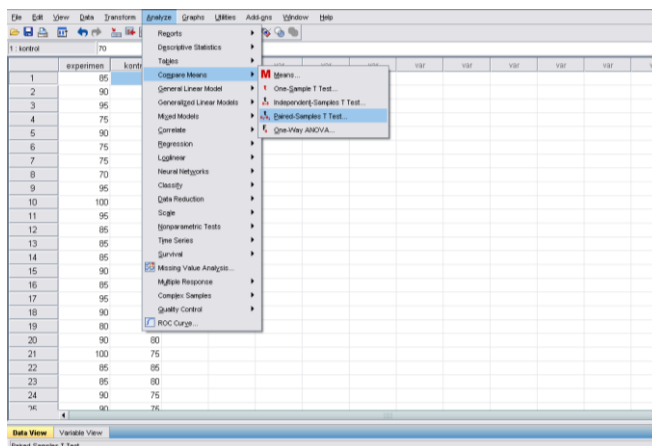 File Edit View Data Transform Analyze Graphs Utilities Add-ons Window Help
1 : kontrol 70
experimen kontr var var var var var var
Reports
Descriptive Statistics
Tables
Compare Means
General Linear Model
Generalized Linear Models
Mixed Models
Correlate
Regression
Loglinear
Neural Networks
Classify
Data Reduction
Scale
Nonparametric Tests
Time Series
Survival
Missing Value Analysis...
Multiple Response
Complex Samples
Quality Control
ROC Curve...
M Means...
One-Sample T Test...
Independent-Samples T Test...
Paired-Samples T Test...
One-Way ANOVA...
1 85
2 90
3 95
4 75
5 90
6 75
7 75
8 70
9 95
10 100
11 95
12 85
13 85
14 85
15 90
16 85
17 95
18 90
19 80
20 90 80
21 100 75
22 85 85
23 85 80
24 90 75
25 90 75
Data View Variable View
Paired-Samples T Test...